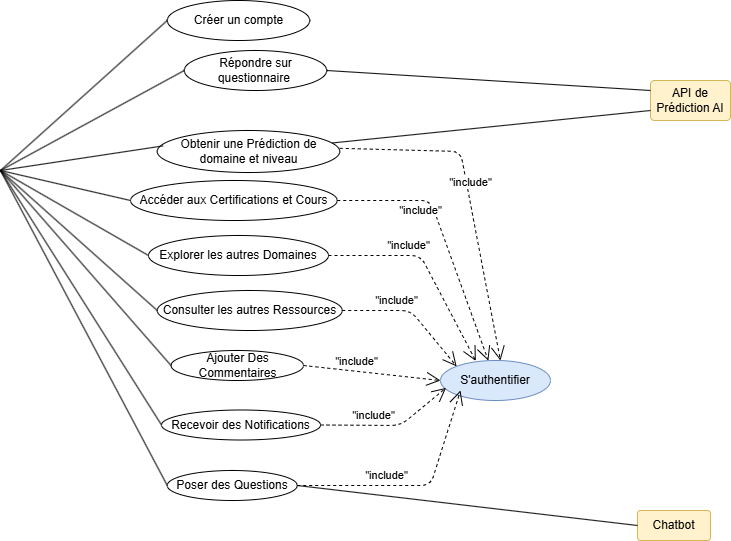 Créer un compte
Répondre sur
questionnaire
API de
Prédiction AI
Obtenir une Prédiction de
domaine et niveau
"include"
Accéder aux Certifications et Cours
"include"
Explorer les autres Domaines
"include"
Consulter les autres Ressources
"include"
Ajouter Des
Commentaires
"include"
S'authentifier
Recevoir des Notifications
"include"
Poser des Questions
"include"
Chatbot